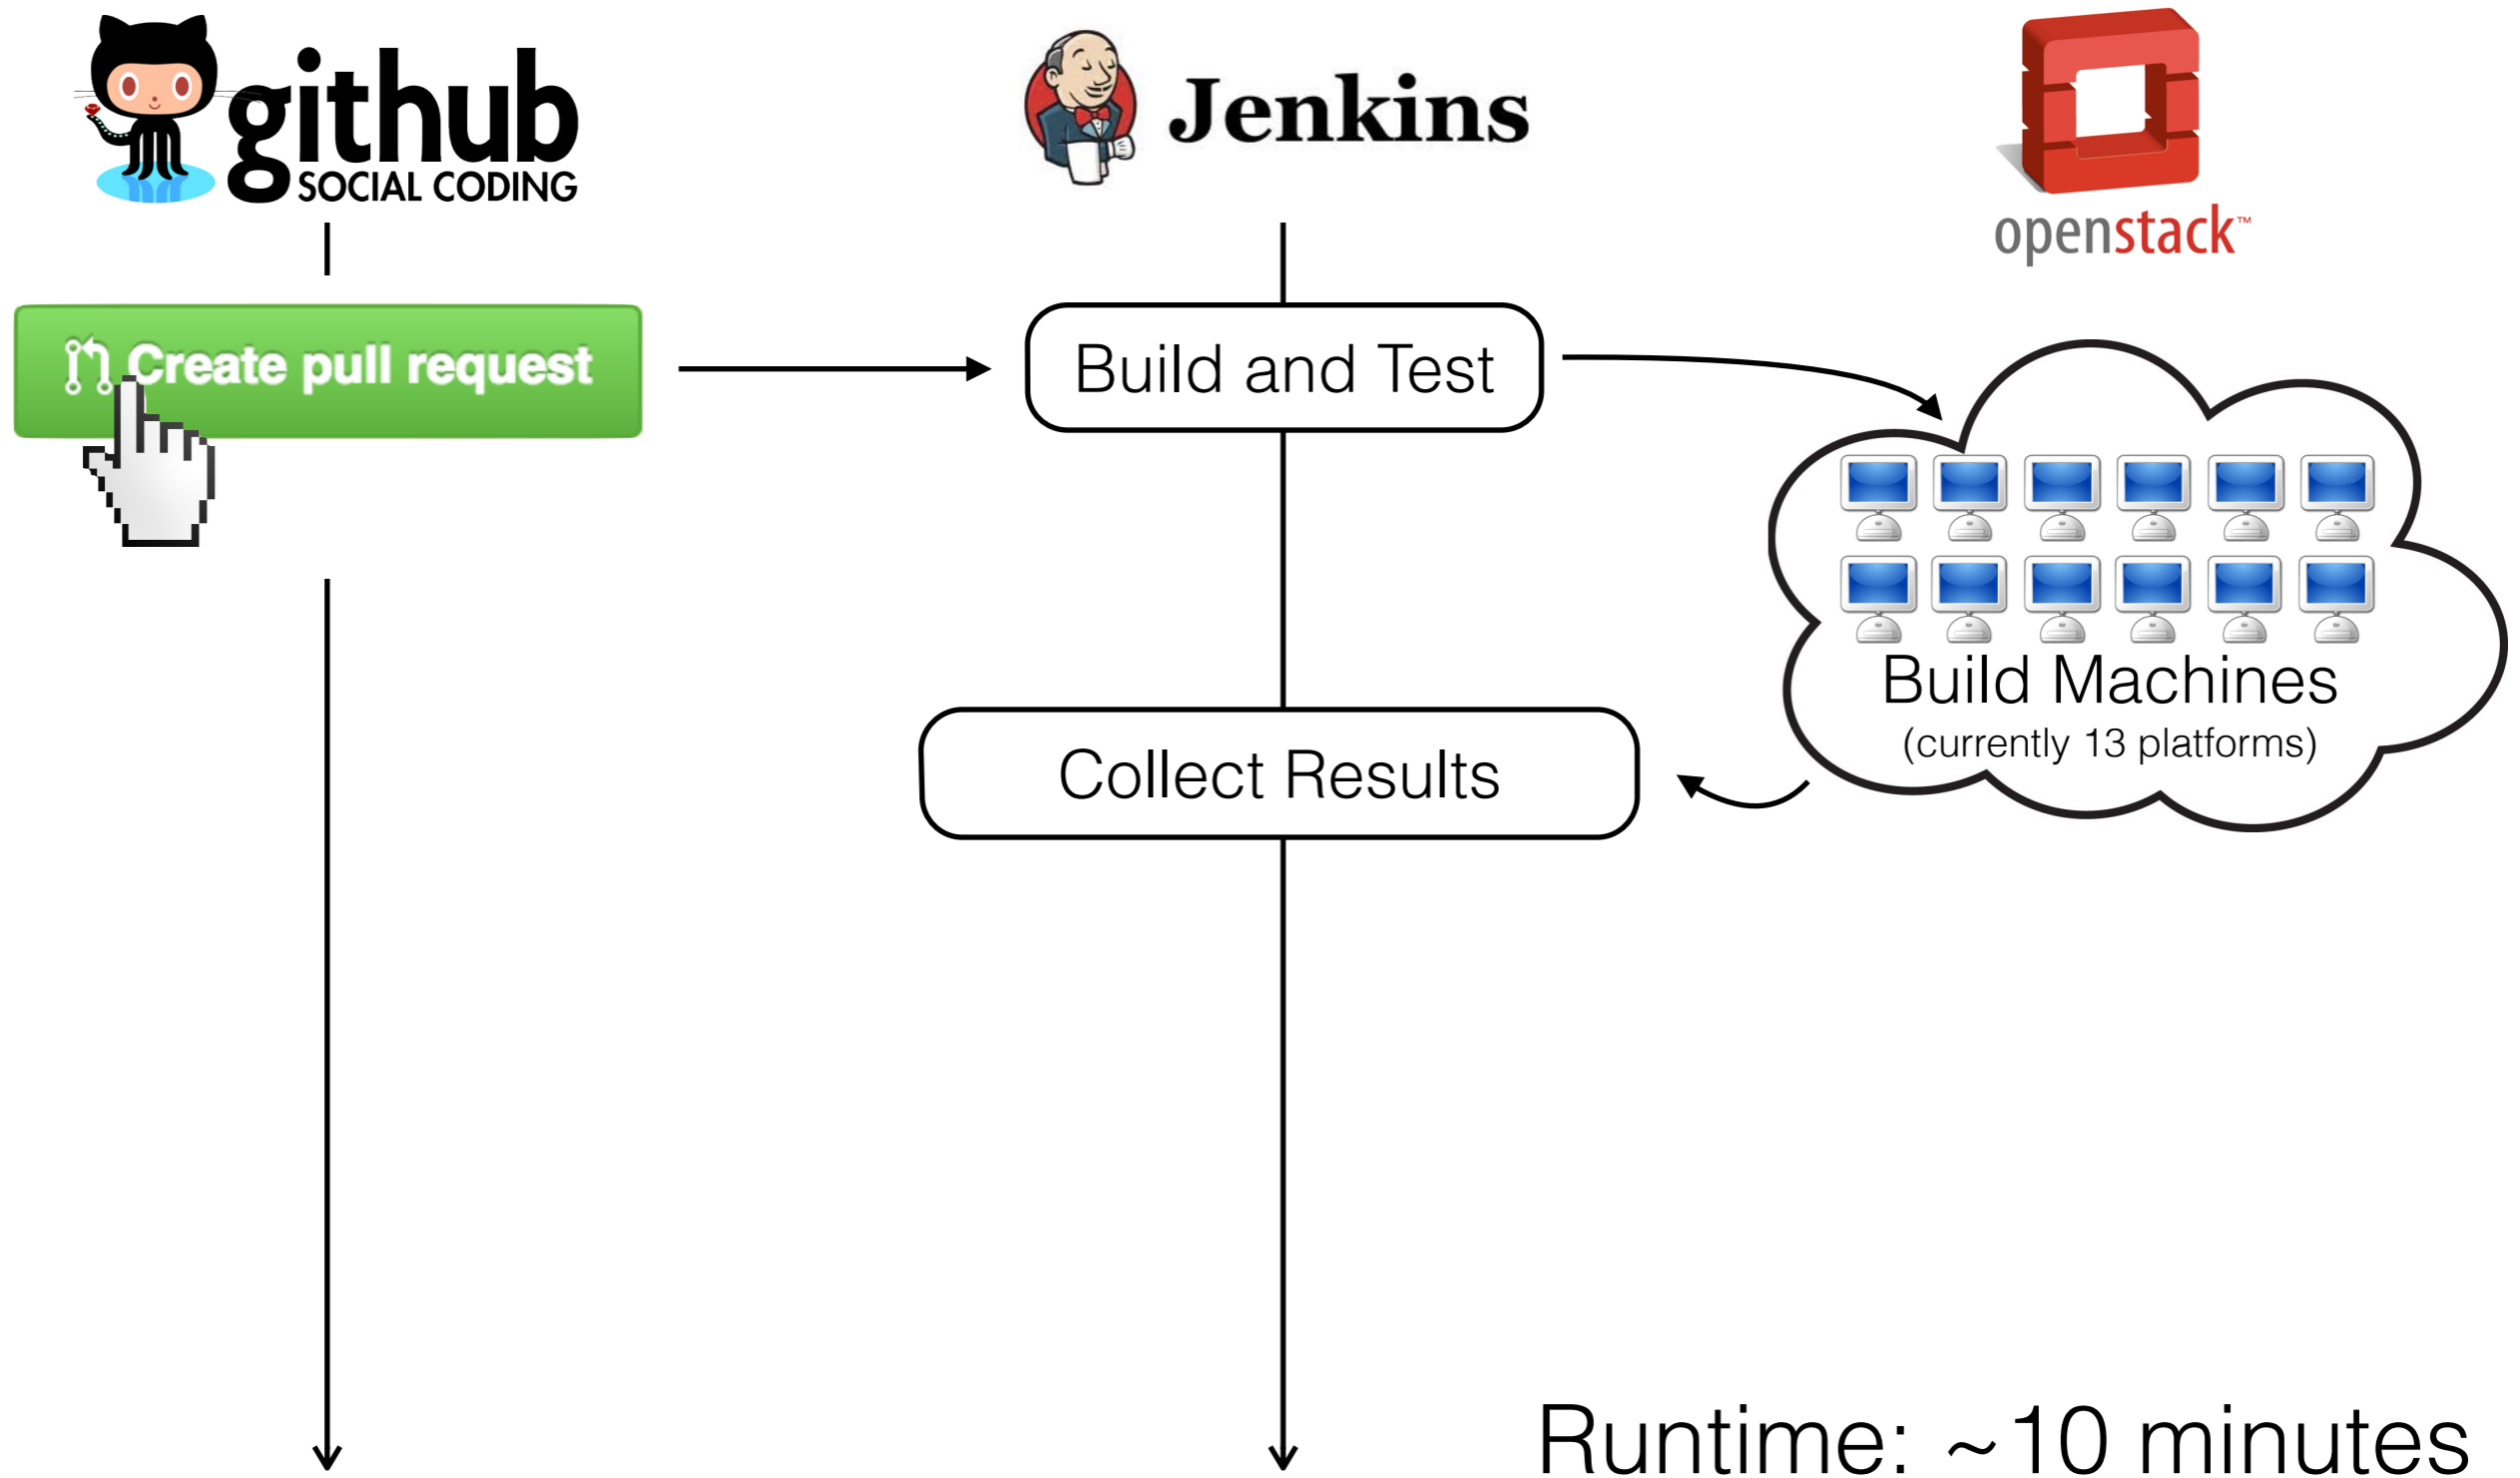 github
SOCIAL CODING
Jenkins
openstack™
Create pull request
Build and Test
Build Machines
(currently 13 platforms)
Collect Results
Runtime: ~10 minutes